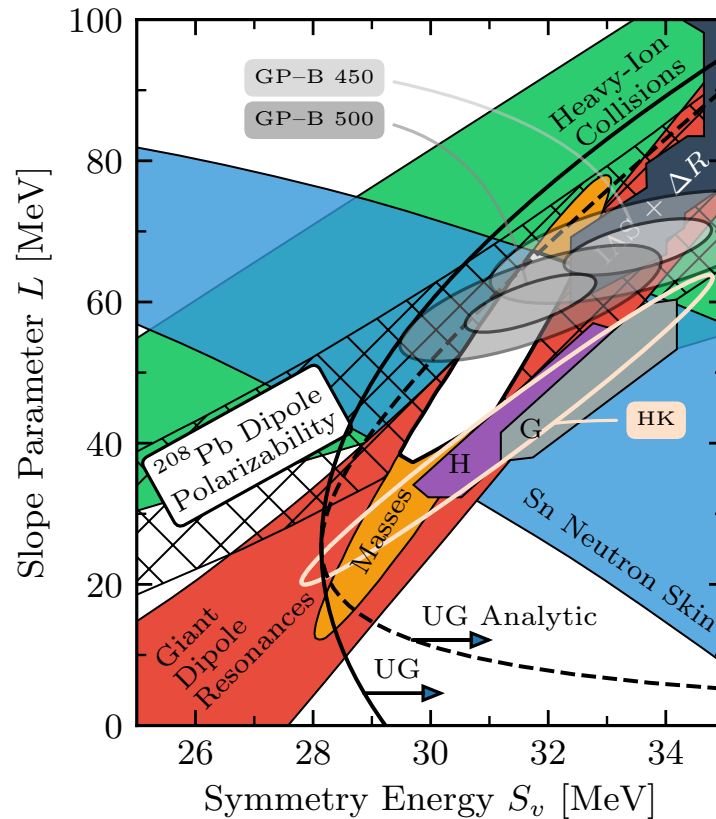 100
80
60
40
20
0
26
28
30
32
34
Slope Parameter L [MeV]
Symmetry Energy Sᵥ [MeV]
GP–B 450
GP–B 500
Heavy-Ion
Collisions
IAS × ΔR
²⁰⁸Pb Dipole
Polarizability
HK
G
H
Masses
Sn Neutron Skin
Giant
Dipole
Resonances
UG Analytic
UG